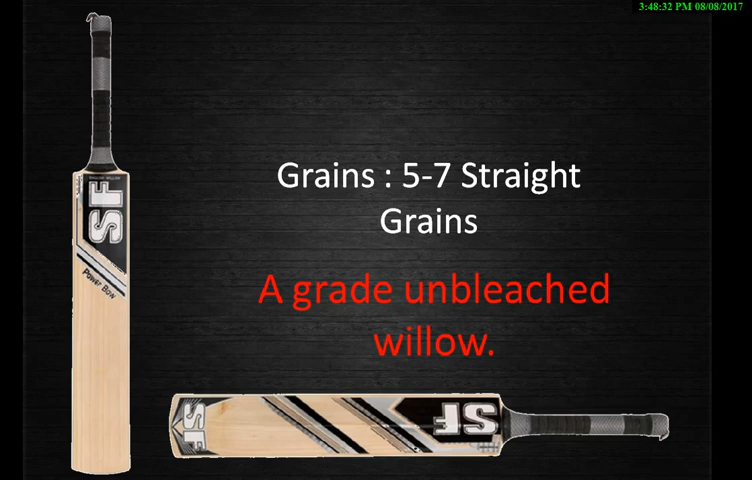 3:48:32 PM 08/08/2017
SF
Power Bow
Grains : 5-7 Straight
Grains
A grade unbleached
willow.
SF
SF